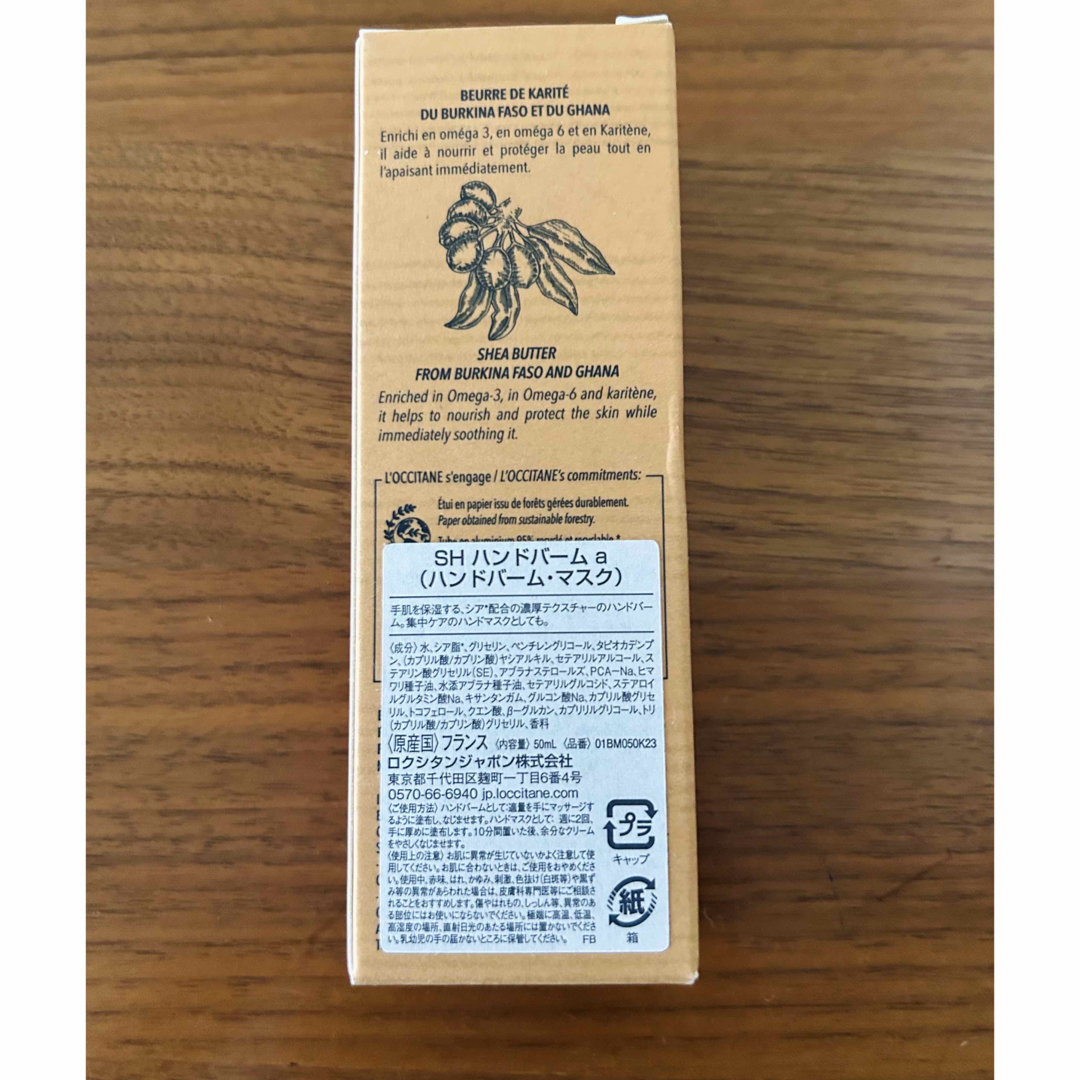 BEURRE DE KARITÉ
DU BURKINA FASO ET DU GHANA
Enrichi en oméga 3, en oméga 6 et en Karitène,
il aide à nourrir et protéger la peau tout en
l'apaisant immédiatement.
SHEA BUTTER
FROM BURKINA FASO AND GHANA
Enriched in Omega-3, in Omega-6 and karitène,
it helps to nourish and protect the skin while
immediately soothing it.
L'OCCITANE s'engage / L'OCCITANE's commitments:
Étui en papier issu de forêts gérées durablement.
Paper obtained from sustainable forestry.
Tube en aluminium 95% recyclé et recyclable.*
SH ハンドバーム a
(ハンドバーム・マスク)
手肌を保湿する、シア*配合の濃厚テクスチャーのハンドバー
ム。集中ケアのハンドマスクとしても。
〈成分〉水、シア脂*、グリセリン、ペンチレングリコール、タピオカデンプ
ン、(カプリル酸/カプリン酸)ヤシアルキル、セテアリルアルコール、ス
テアリン酸グリセリル(SE)、アブラナステロールズ、PCA-Na、ヒマ
ワリ種子油、水添アブラナ種子油、セテアリルグルコシド、ステアロイ
ルグルタミン酸Na、キサンタンガム、グルコン酸Na、カプリル酸グリセ
リル、トコフェロール、クエン酸、βーグルカン、カプリリルグリコール、トリ
(カプリル酸/カプリン酸)グリセリル、香料
〈原産国〉フランス 〈内容量〉50mL 〈品番〉01BM050K23
ロクシタンジャポン株式会社
東京都千代田区麹町一丁目6番4号
0570-66-6940 jp.loccitane.com
〈ご使用方法〉ハンドバームとして:適量を手にマッサージす
るように塗布し、なじませます。ハンドマスクとして: 週に2回、
手に厚めに塗布します。10分間置いた後、余分なクリーム
をやさしくなじませます。
〈使用上の注意〉お肌に異常が生じていないかよく注意して使
用してください。お肌に合わないときは、ご使用をおやめくださ
い。使用中、赤味、はれ、かゆみ、刺激、色抜け(白斑等)や黒ず
み等の異常があらわれた場合は、皮膚科専門医等にご相談さ
れることをおすすめします。傷やはれもの、しっしん等、異常のあ
る部位にはお使いにならないでください。極端に高温、低温、
高湿度の場所、直射日光のあたる場所には置かないでくださ
い。乳幼児の手の届かないところに保管してください。 FB
プラ
キャップ
紙
箱